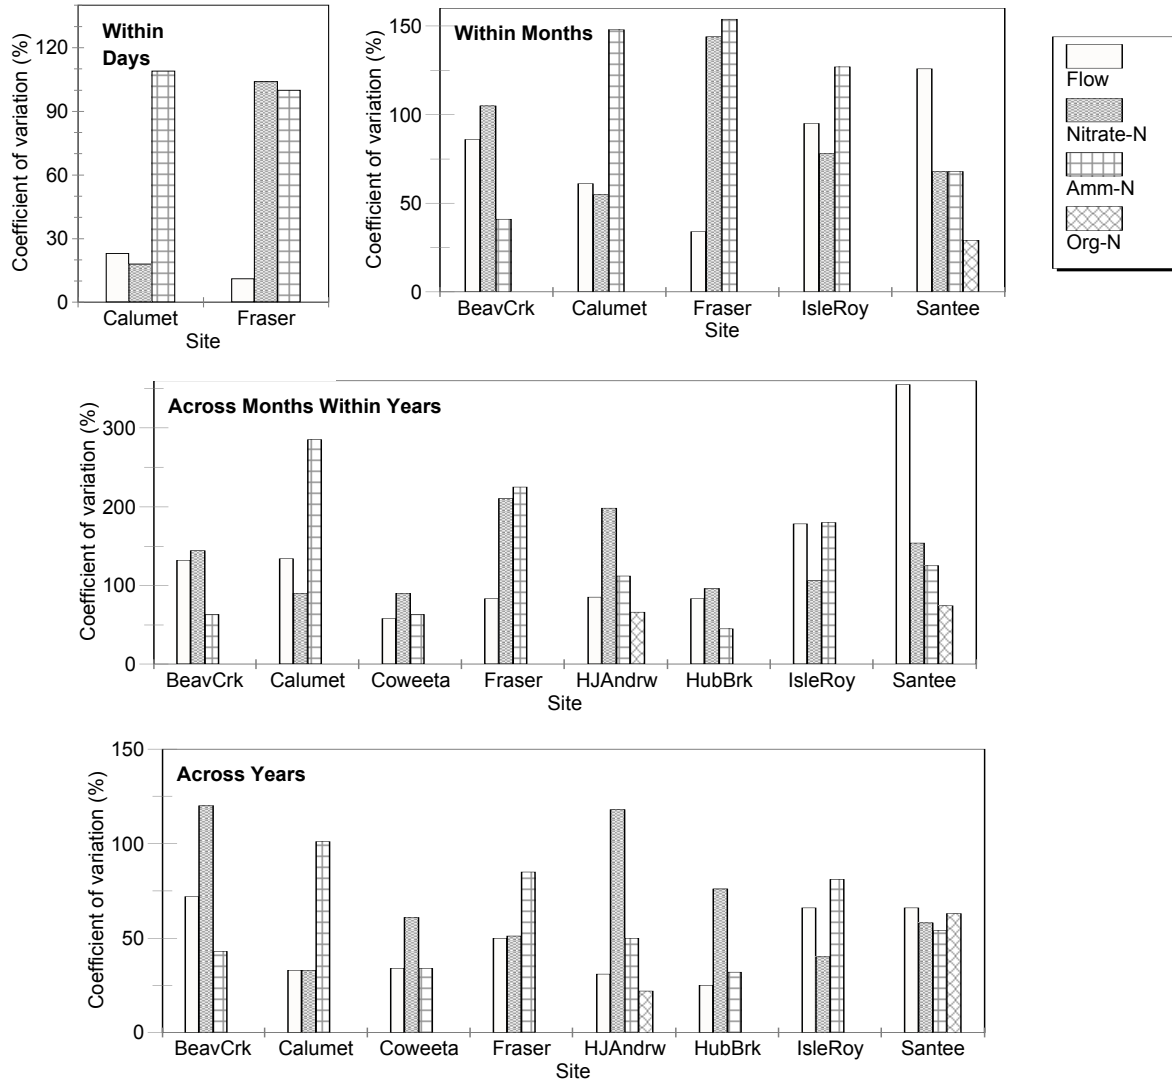 Within
Days
Coefficient of variation (%)
120
90
60
30
0
Calumet Fraser
Site
Within Months
Coefficient of variation (%)
150
100
50
0
BeavCrk Calumet Fraser IsleRoy Santee
Site
Flow
Nitrate-N
Amm-N
Org-N
Across Months Within Years
Coefficient of variation (%)
300
200
100
0
BeavCrk Calumet Coweeta Fraser HJAndrw HubBrk IsleRoy Santee
Site
Across Years
Coefficient of variation (%)
150
100
50
0
BeavCrk Calumet Coweeta Fraser HJAndrw HubBrk IsleRoy Santee
Site